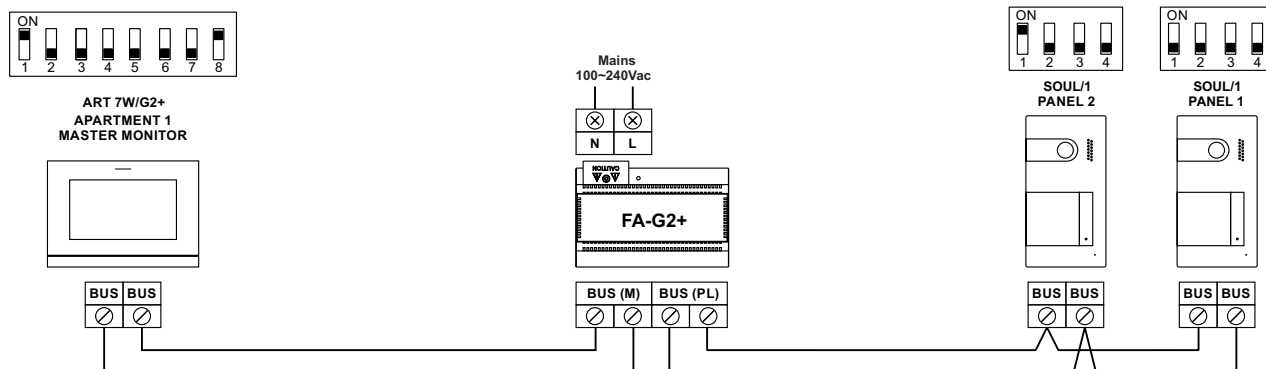 ON
1 2 3 4 5 6 7 8
ART 7W/G2+
APARTMENT 1
MASTER MONITOR
BUS BUS
Mains
100~240Vac
N L
CAUTION
FA-G2+
BUS (M) BUS (PL)
ON
1 2 3 4
SOUL/1
PANEL 2
BUS BUS
ON
1 2 3 4
SOUL/1
PANEL 1
BUS BUS